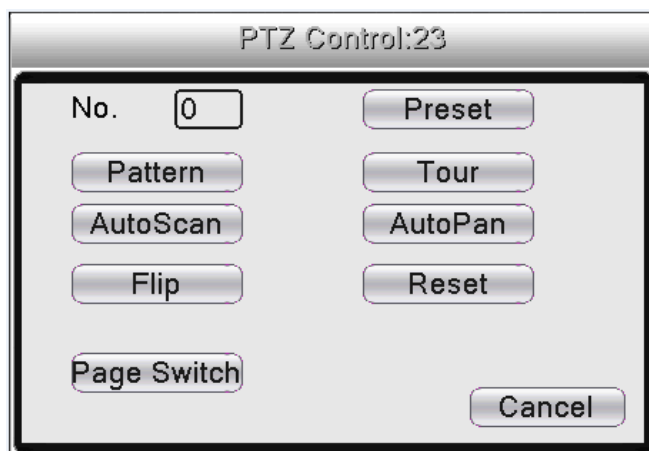 PTZ Control:23
No. 0 Preset
Pattern Tour
AutoScan AutoPan
Flip Reset
Page Switch
Cancel